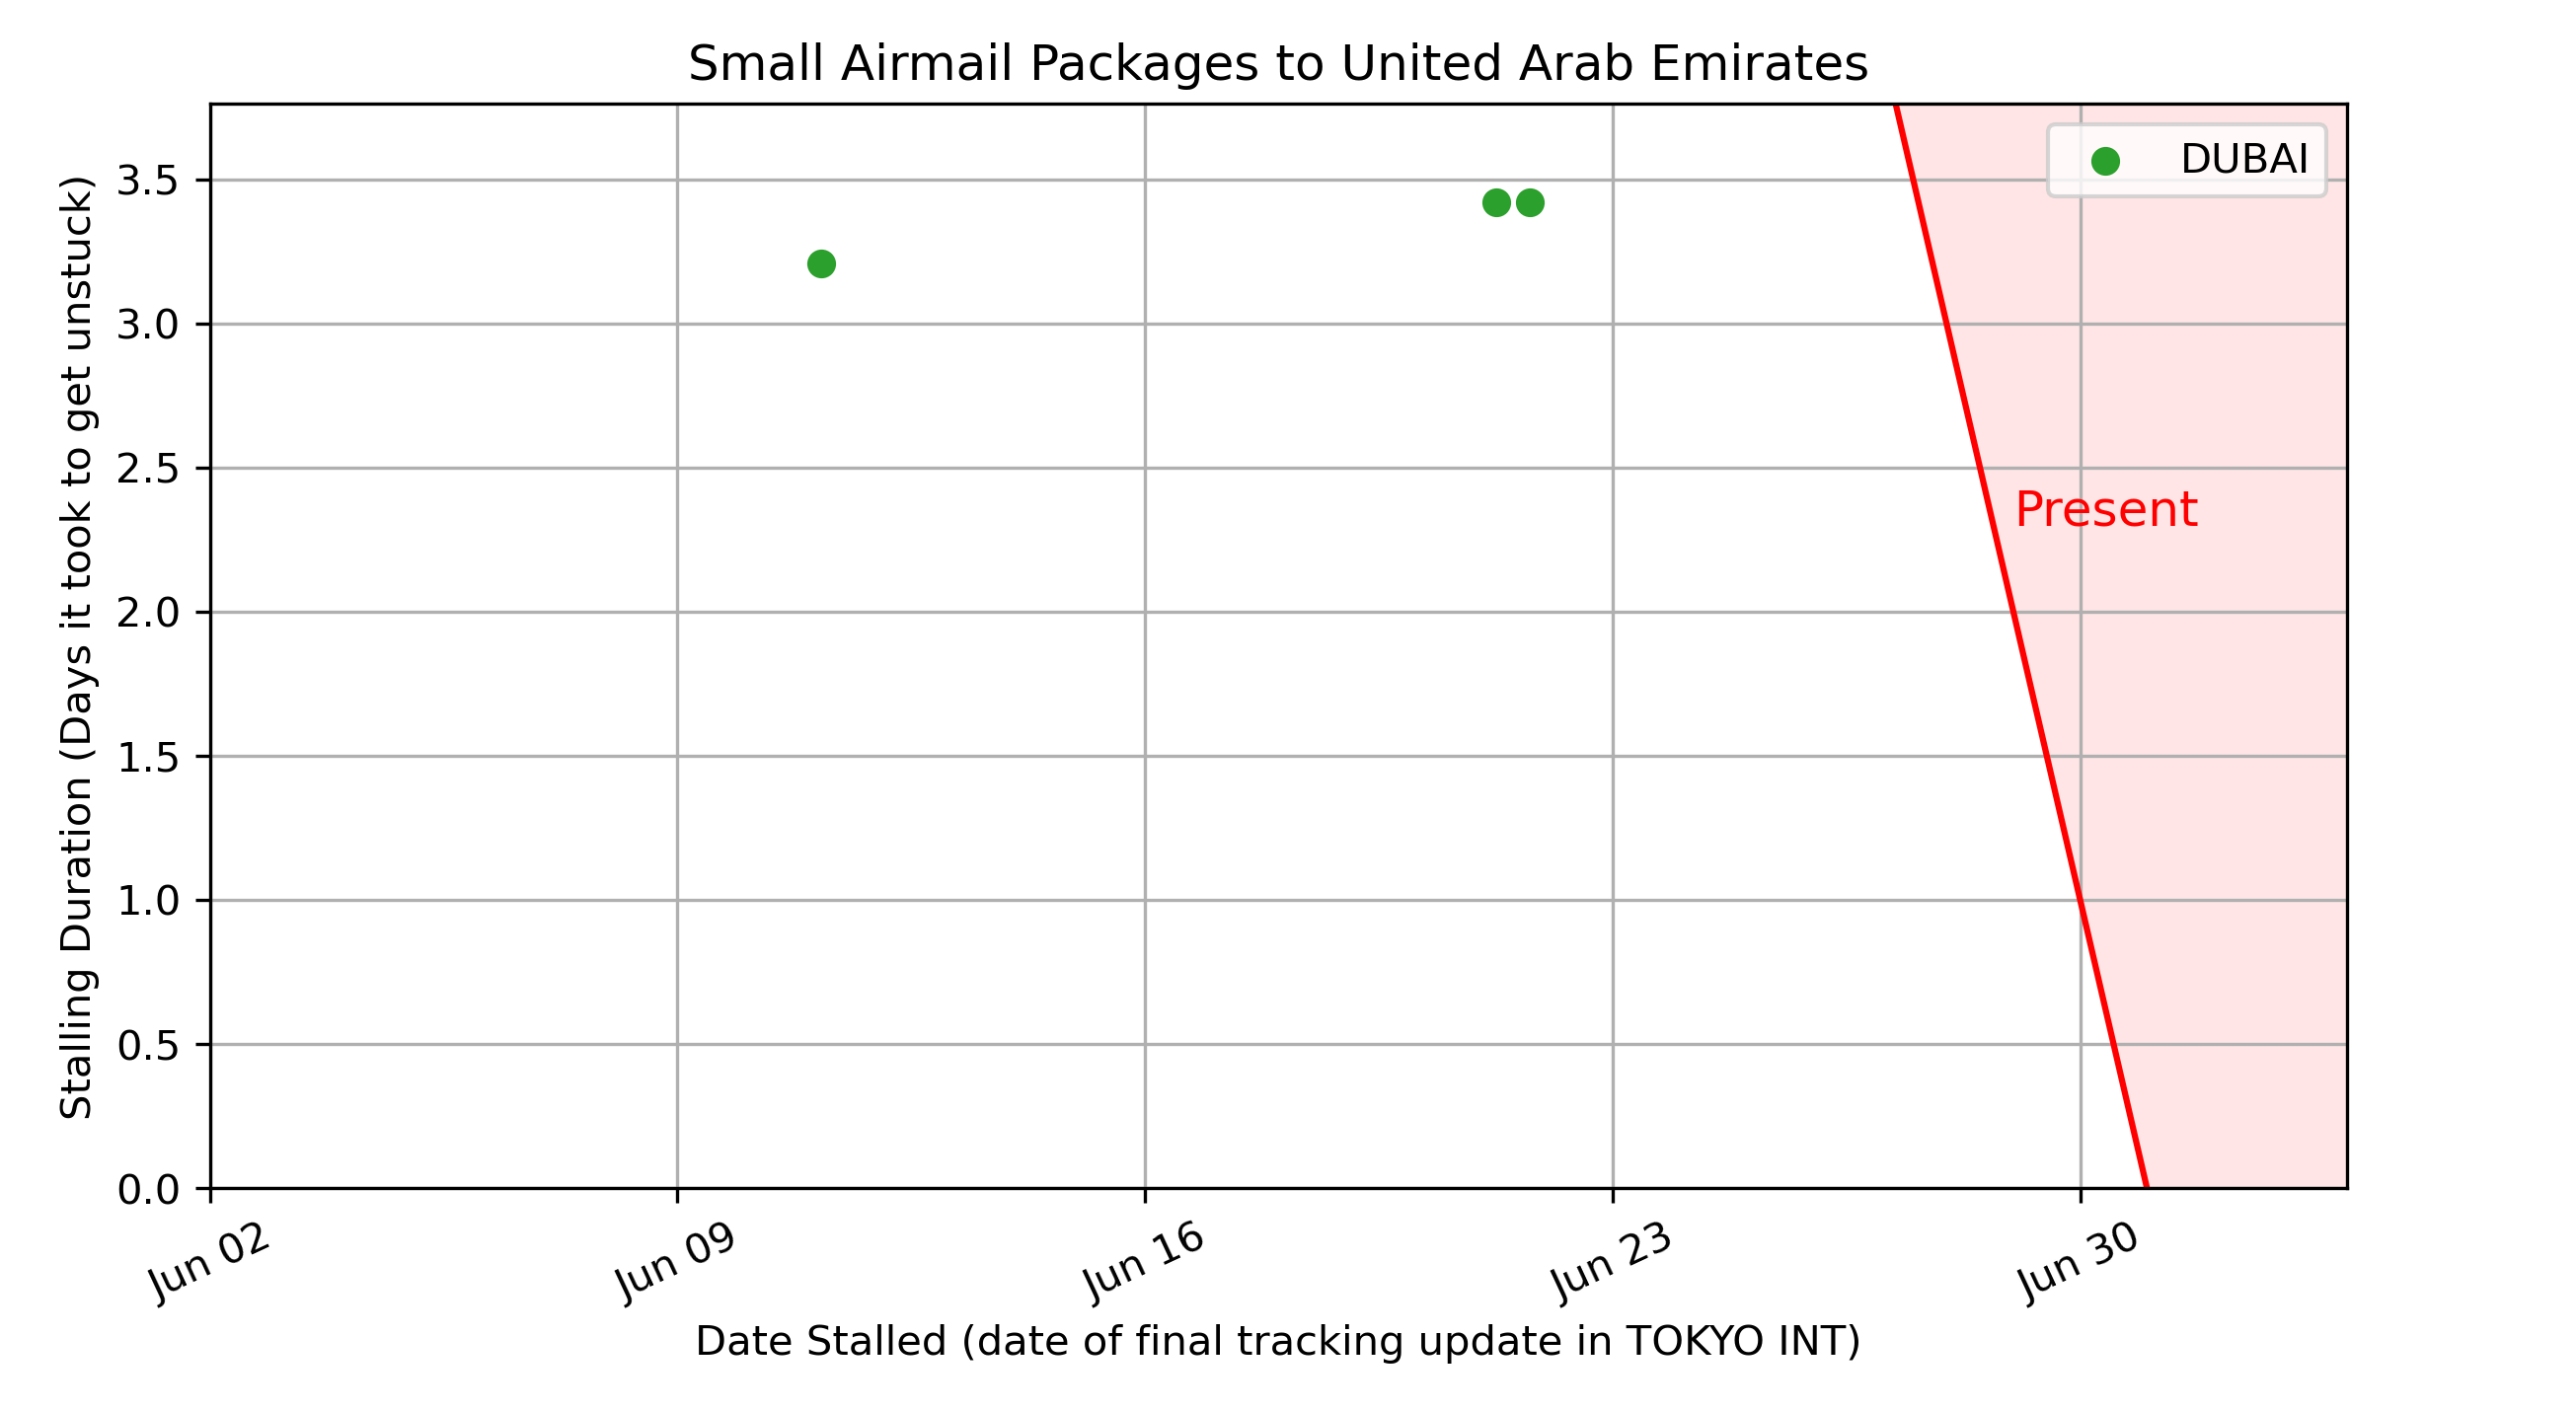 Small Airmail Packages to United Arab Emirates
DUBAI
Present
Stalling Duration (Days it took to get unstuck)
3.5
3.0
2.5
2.0
1.5
1.0
0.5
0.0
Jun 02
Jun 09
Jun 16
Jun 23
Jun 30
Date Stalled (date of final tracking update in TOKYO INT)